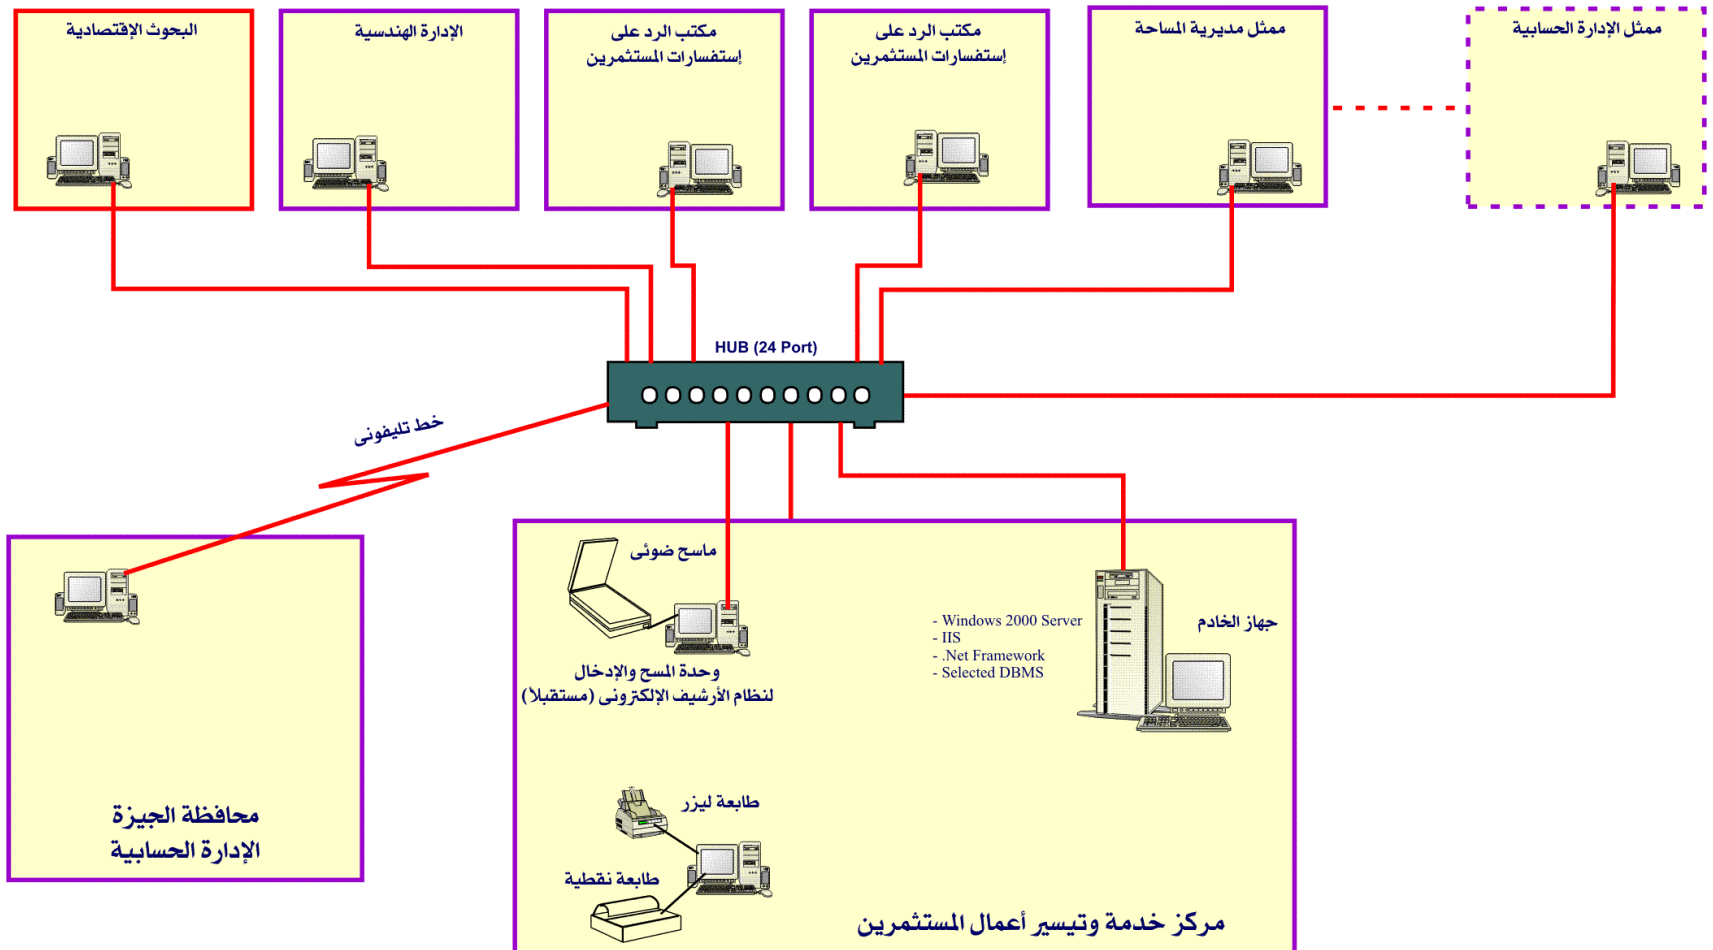 ممثل الإدارة الحسابية
ممثل مديرية المساحة
مكتب الرد على
إستفسارات المستثمرين
مكتب الرد على
إستفسارات المستثمرين
الإدارة الهندسية
البحوث الإقتصادية
HUB (24 Port)
خط تليفونى
جهاز الخادم
- Windows 2000 Server
- IIS
- .Net Framework
- Selected DBMS
ماسح ضوئى
وحدة المسح والإدخال
لنظام الأرشيف الإلكترونى (مستقبلاً)
طابعة ليزر
طابعة نقطية
مركز خدمة وتيسير أعمال المستثمرين
محافظة الجيزة
الإدارة الحسابية